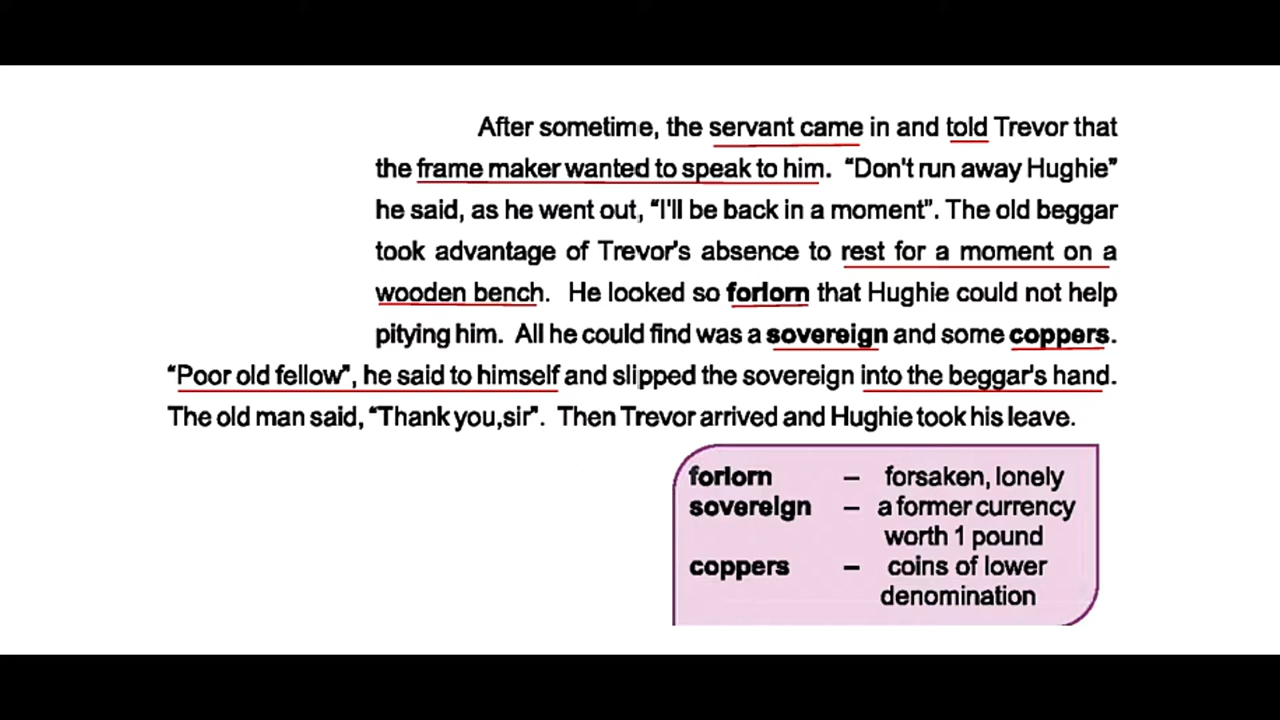 After sometime, the servant came in and told Trevor that
the frame maker wanted to speak to him. “Don't run away Hughie”
he said, as he went out, “I'll be back in a moment”. The old beggar
took advantage of Trevor's absence to rest for a moment on a
wooden bench. He looked so forlorn that Hughie could not help
pitying him. All he could find was a sovereign and some coppers.
“Poor old fellow”, he said to himself and slipped the sovereign into the beggar's hand.
The old man said, “Thank you,sir”. Then Trevor arrived and Hughie took his leave.
forlorn – forsaken, lonely
sovereign – a former currency
worth 1 pound
coppers – coins of lower
denomination